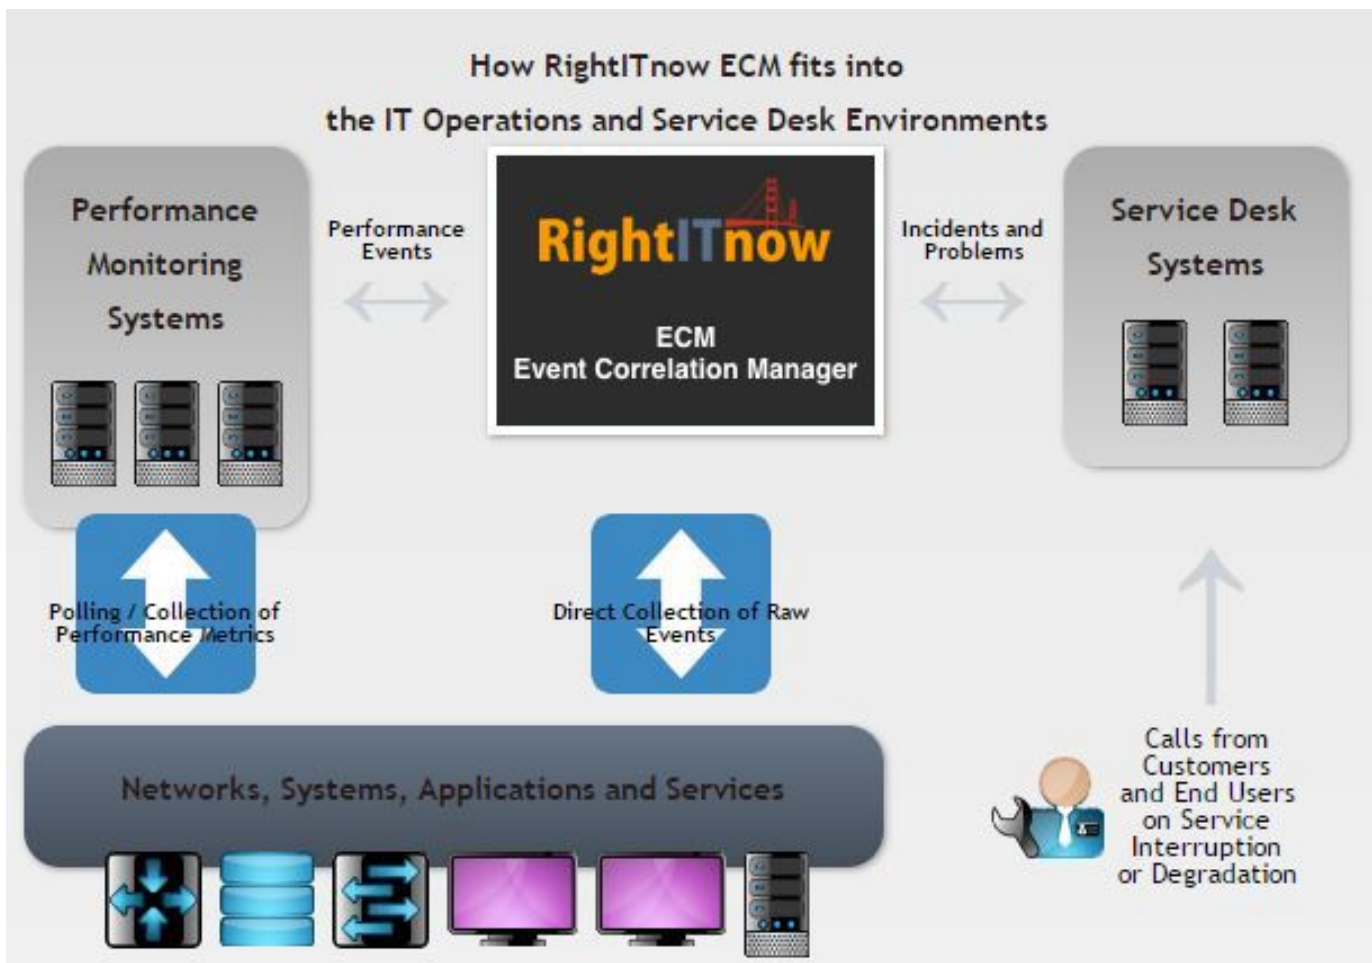 How RightITnow ECM fits into
the IT Operations and Service Desk Environments
Performance
Monitoring
Systems
Performance
Events
RightITnow
ECM
Event Correlation Manager
Incidents and
Problems
Service Desk
Systems
Polling / Collection of
Performance Metrics
Direct Collection of Raw
Events
Networks, Systems, Applications and Services
Calls from
Customers
and End Users
on Service
Interruption
or Degradation